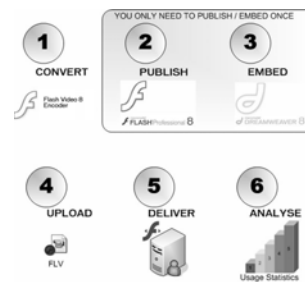 YOU ONLY NEED TO PUBLISH / EMBED ONCE
1
2
3
CONVERT
PUBLISH
EMBED
Flash Video 8
Encoder
FLASH Professional 8
DREAMWEAVER 8
4
5
6
UPLOAD
DELIVER
ANALYSE
FLV
Usage Statistics